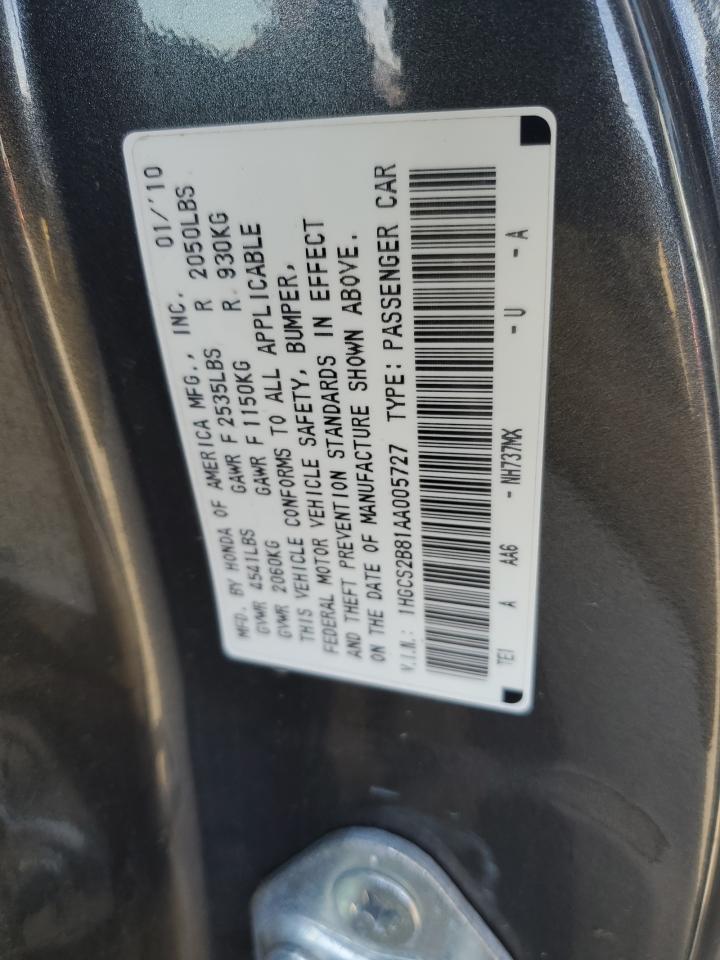 MFD. BY HONDA OF AMERICA MFG., INC. 01/'10
GVWR 4541LBS GAWR F 2535LBS R 2050LBS
GVWR 2060KG GAWR F 1150KG R 930KG
THIS VEHICLE CONFORMS TO ALL APPLICABLE
FEDERAL MOTOR VEHICLE SAFETY, BUMPER,
AND THEFT PREVENTION STANDARDS IN EFFECT
ON THE DATE OF MANUFACTURE SHOWN ABOVE.
V.I.N.: 1HGCS2B81AA005727 TYPE: PASSENGER CAR
TE1 A AA6 - NH737MX - U - A